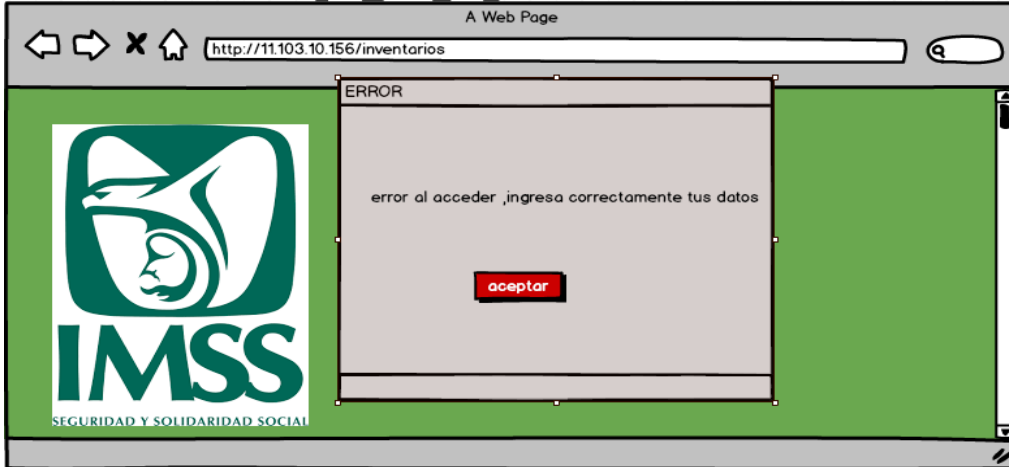 A Web Page
http://11.103.10.156/inventarios
ERROR
error al acceder ,ingresa correctamente tus datos
aceptar
IMSS
SEGURIDAD Y SOLIDARIDAD SOCIAL